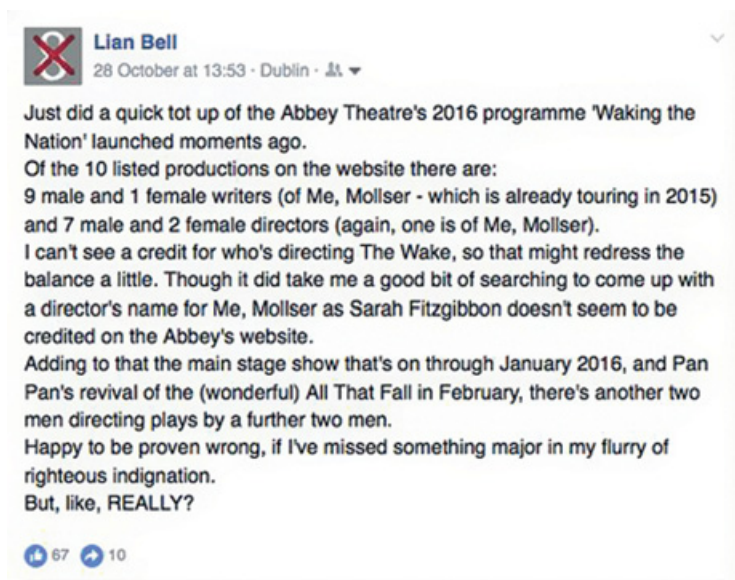 Lian Bell
28 October at 13:53 · Dublin ·
Just did a quick tot up of the Abbey Theatre's 2016 programme 'Waking the
Nation' launched moments ago.
Of the 10 listed productions on the website there are:
9 male and 1 female writers (of Me, Mollser - which is already touring in 2015)
and 7 male and 2 female directors (again, one is of Me, Mollser).
I can't see a credit for who's directing The Wake, so that might redress the
balance a little. Though it did take me a good bit of searching to come up with
a director's name for Me, Mollser as Sarah Fitzgibbon doesn't seem to be
credited on the Abbey's website.
Adding to that the main stage show that's on through January 2016, and Pan
Pan's revival of the (wonderful) All That Fall in February, there's another two
men directing plays by a further two men.
Happy to be proven wrong, if I've missed something major in my flurry of
righteous indignation.
But, like, REALLY?
67 10